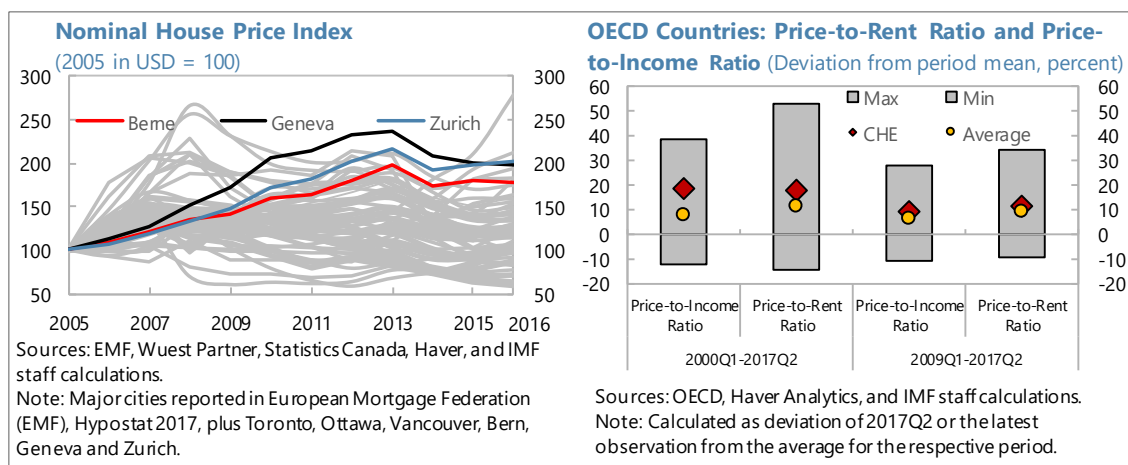 Nominal House Price Index
(2005 in USD = 100)
300 300
250 250
200 200
150 150
100 100
50 50
Berne Geneva Zurich
2005 2007 2009 2011 2013 2015 2016
Sources: EMF, Wuest Partner, Statistics Canada, Haver, and IMF
staff calculations.
Note: Major cities reported in European Mortgage Federation
(EMF), Hypostat 2017, plus Toronto, Ottawa, Vancouver, Bern,
Geneva and Zurich.
OECD Countries: Price-to-Rent Ratio and Price-
to-Income Ratio (Deviation from period mean, percent)
60 60
50 50
40 40
30 30
20 20
10 10
0 0
-10 -10
-20 -20
Max Min
CHE Average
Price-to-Income Price-to-Rent Price-to-Income Price-to-Rent
Ratio Ratio Ratio Ratio
2000Q1-2017Q2 2009Q1-2017Q2
Sources: OECD, Haver Analytics, and IMF staff calculations.
Note: Calculated as deviation of 2017Q2 or the latest
observation from the average for the respective period.